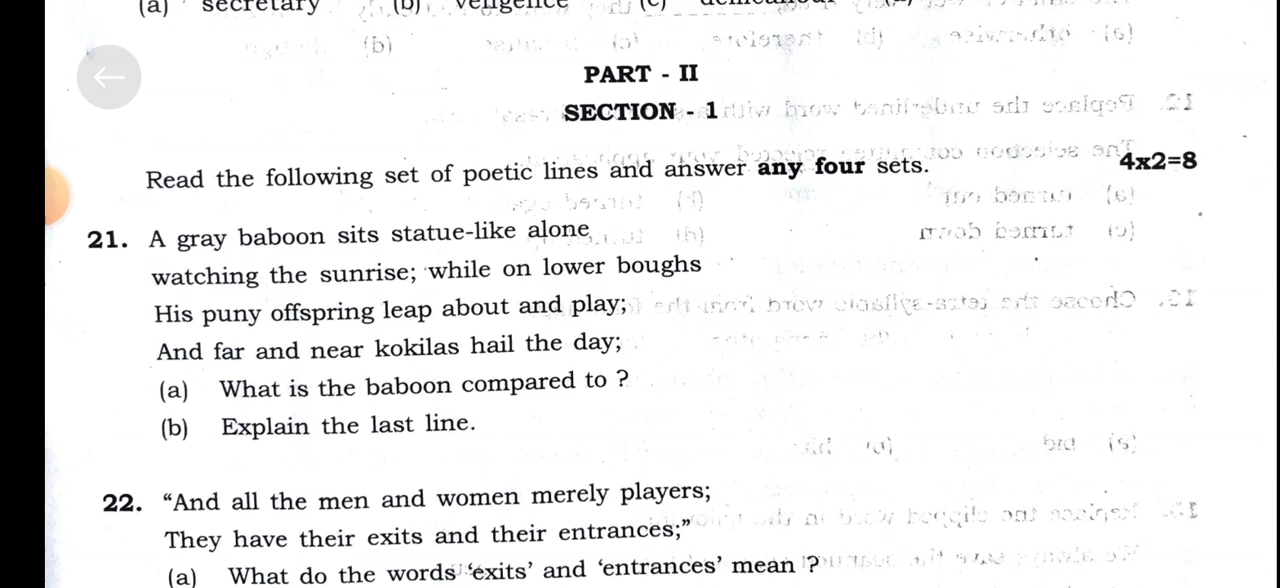 (a) secretary (b) vengence (c)
PART - II
SECTION - 1
Read the following set of poetic lines and answer any four sets. 4x2=8
21. A gray baboon sits statue-like alone
watching the sunrise; while on lower boughs
His puny offspring leap about and play;
And far and near kokilas hail the day;
(a) What is the baboon compared to ?
(b) Explain the last line.
22. “And all the men and women merely players;
They have their exits and their entrances;”
(a) What do the words ‘exits’ and ‘entrances’ mean ?